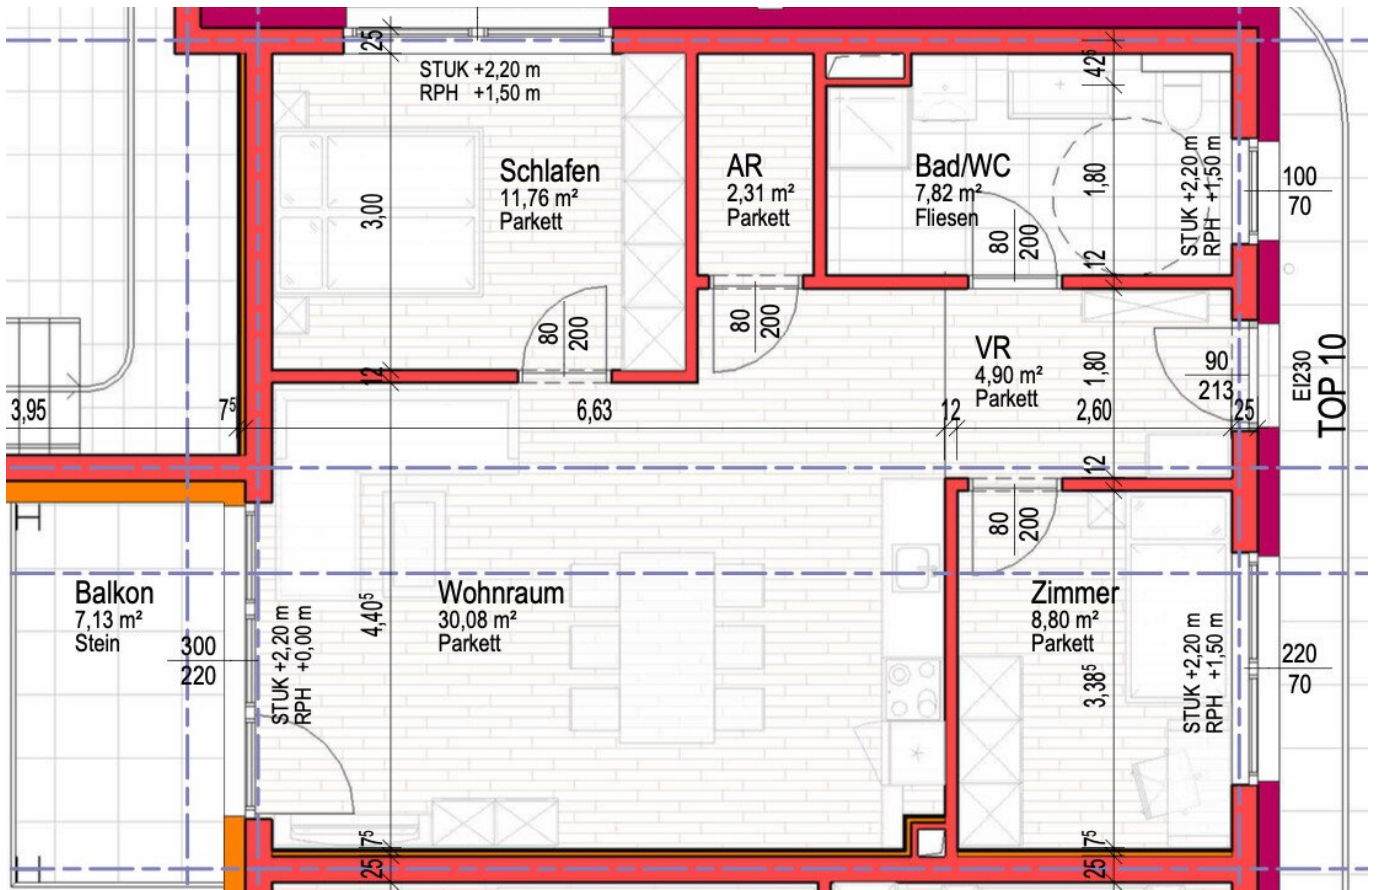 25
STUK +2,20 m
RPH +1,50 m
42⁵
Schlafen
11,76 m²
Parkett
AR
2,31 m²
Parkett
Bad/WC
7,82 m²
Fliesen
3,00
1,80
STUK +2,20 m
RPH +1,50 m
100
70
80
200
12
80
200
80
200
VR
4,90 m²
Parkett
1,80
90
213
EI230
TOP 10
12
3,95
7⁵
6,63
12
2,60
25
12
80
200
Balkon
7,13 m²
Stein
300
220
STUK +2,20 m
RPH +0,00 m
4,40⁵
Wohnraum
30,08 m²
Parkett
Zimmer
8,80 m²
Parkett
3,38⁵
STUK +2,20 m
RPH +1,50 m
220
70
7⁵
25
7⁵
25